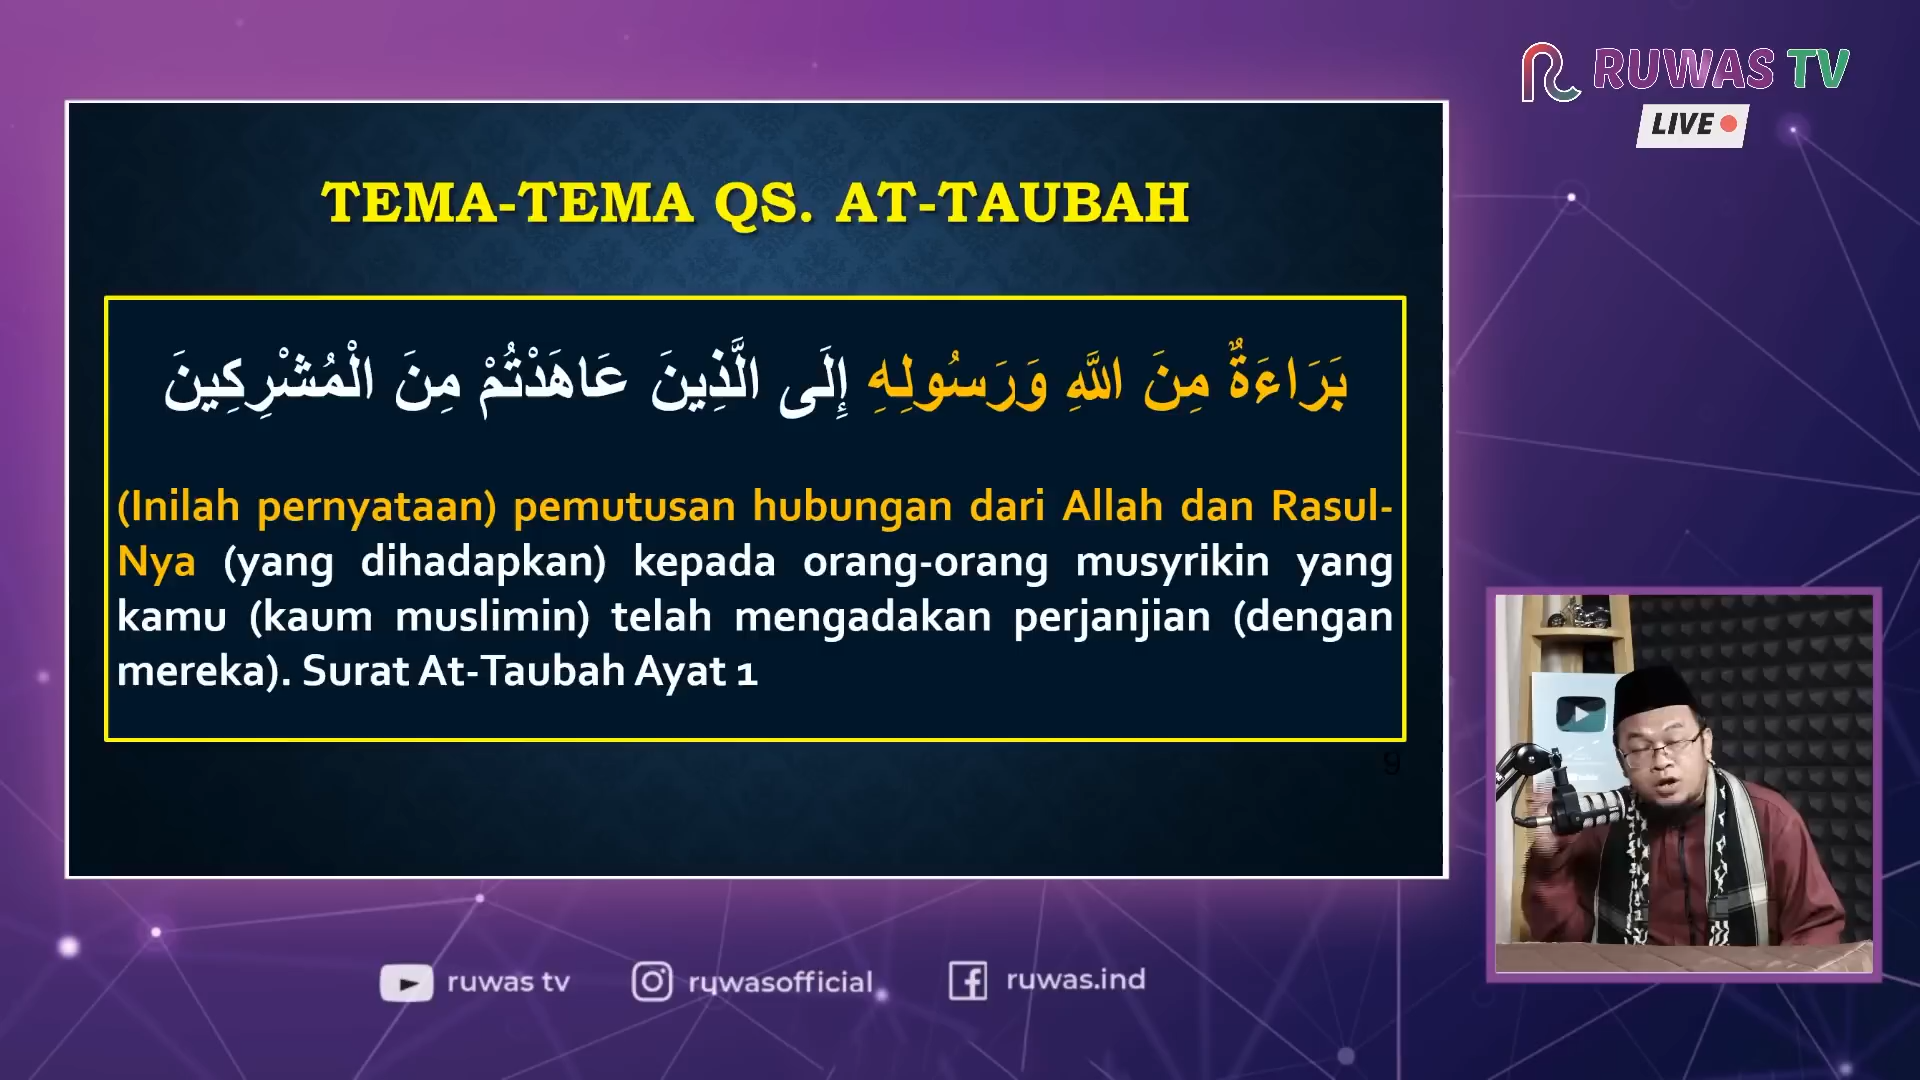 RUWAS TV
LIVE
TEMA-TEMA QS. AT-TAUBAH
بَرَاءَةٌ مِنَ اللَّهِ وَرَسُولِهِ إِلَى الَّذِينَ عَاهَدْتُمْ مِنَ الْمُشْرِكِينَ
(Inilah pernyataan) pemutusan hubungan dari Allah dan Rasul-
Nya (yang dihadapkan) kepada orang-orang musyrikin yang
kamu (kaum muslimin) telah mengadakan perjanjian (dengan
mereka). Surat At-Taubah Ayat 1
9
ruwas tv
ruwasofficial
ruwas.ind